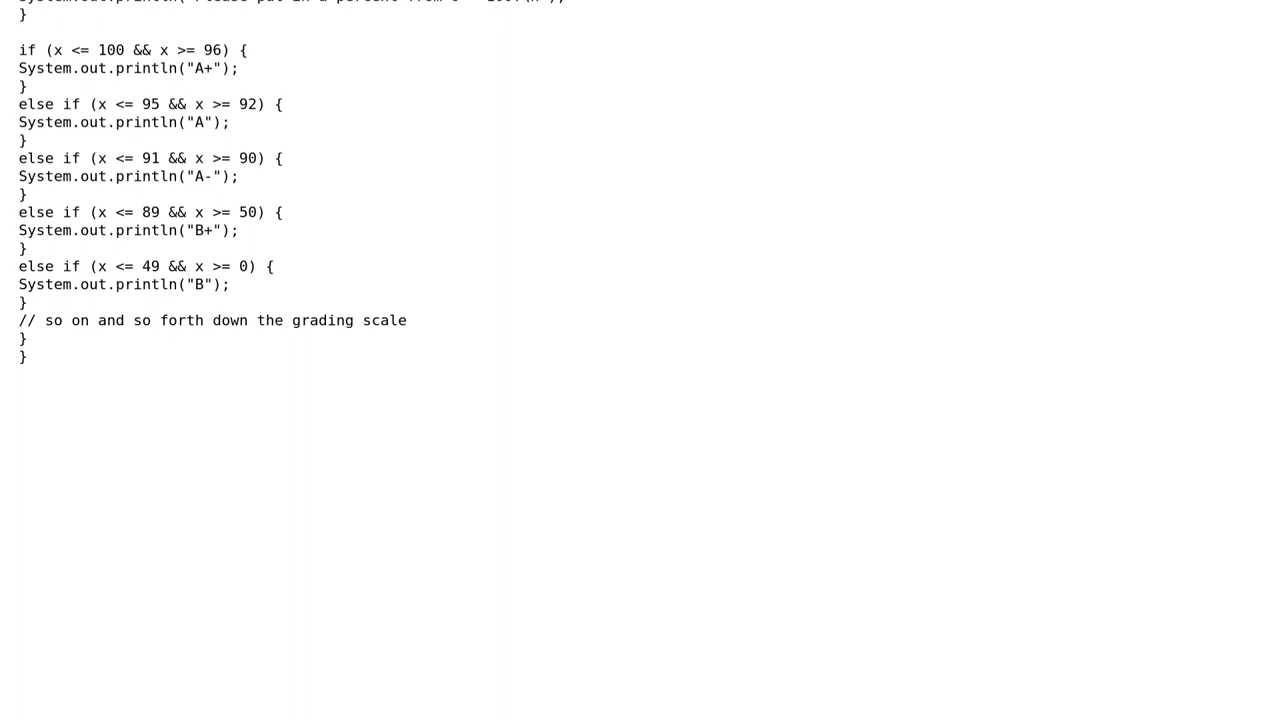 }
if (x <= 100 && x >= 96) {
System.out.println("A+");
}
else if (x <= 95 && x >= 92) {
System.out.println("A");
}
else if (x <= 91 && x >= 90) {
System.out.println("A-");
}
else if (x <= 89 && x >= 50) {
System.out.println("B+");
}
else if (x <= 49 && x >= 0) {
System.out.println("B");
}
// so on and so forth down the grading scale
}
}